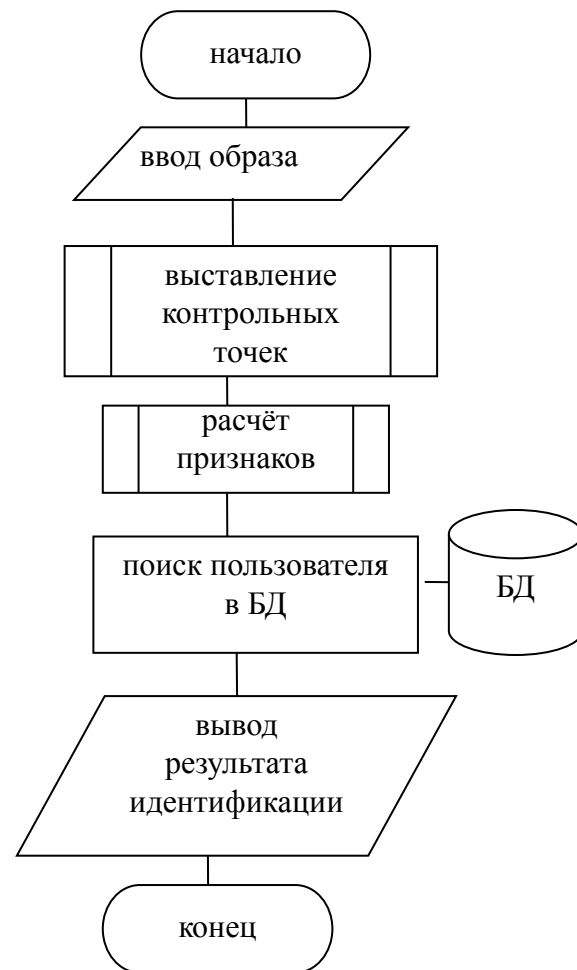 начало
ввод образа
выставление
контрольных
точек
расчёт
признаков
поиск пользователя
в БД
БД
вывод
результата
идентификации
конец